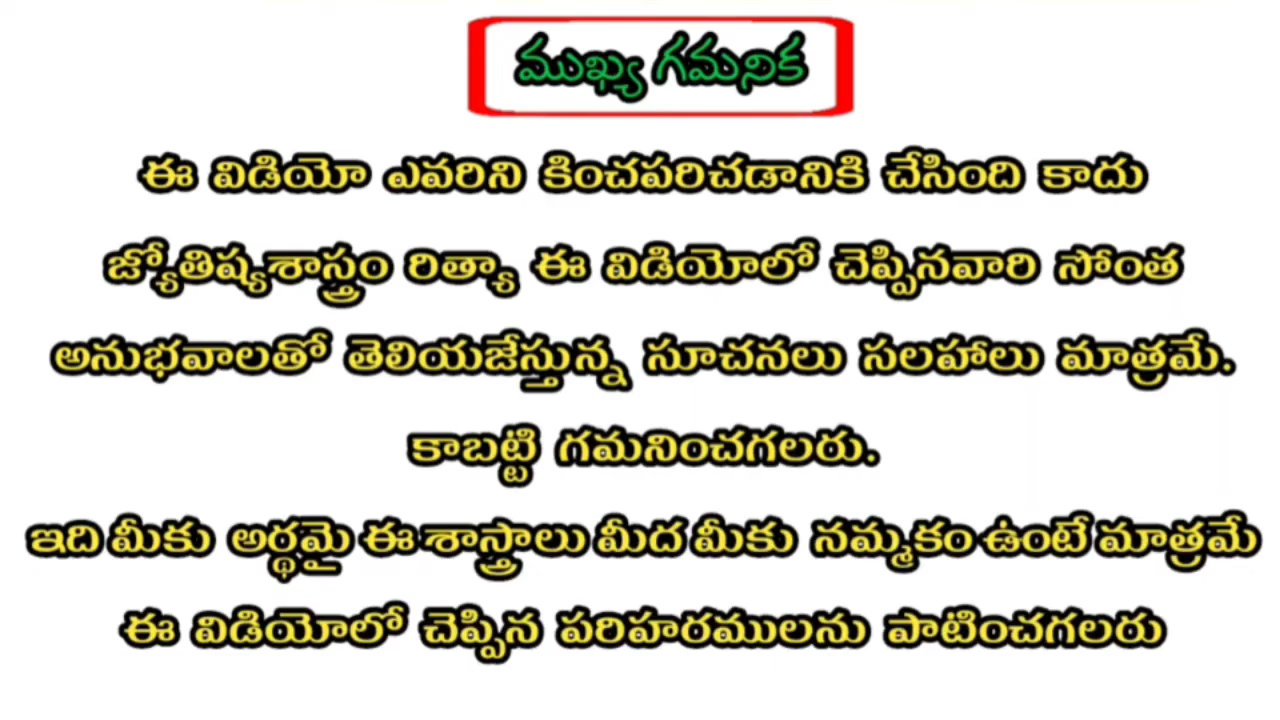 ముఖ్య గమనిక
ఈ విడియో ఎవరిని కించపరిచడానికి చేసింది కాదు
జ్యోతిష్యశాస్త్రం రిత్యా ఈ విడియోలో చెప్పినవారి సోంత
అనుభవాలతో తెలియజేస్తున్న సూచనలు సలహాలు మాత్రమే.
కాబట్టి గమనించగలరు.
ఇది మీకు అర్థమై ఈ శాస్త్రాలు మీద మీకు నమ్మకం ఉంటే మాత్రమే
ఈ విడియోలో చెప్పిన పరిహరములను పాటించగలరు